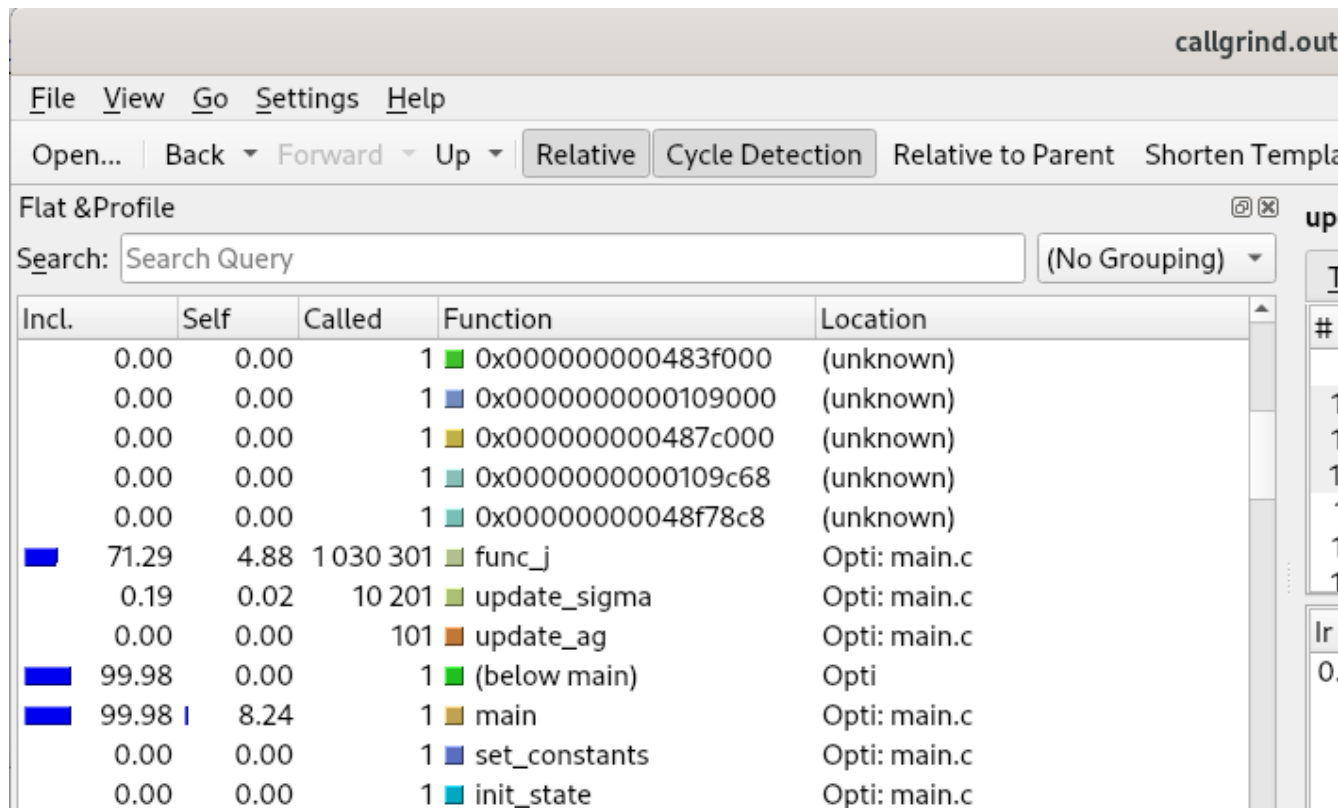 callgrind.out
File View Go Settings Help
Open... Back Forward Up Relative Cycle Detection Relative to Parent Shorten
Flat &Profile
Search: Search Query (No Grouping)
Incl. Self Called Function Location
0.00 0.00 1 0x000000000483f000 (unknown)
0.00 0.00 1 0x0000000000109000 (unknown)
0.00 0.00 1 0x000000000487c000 (unknown)
0.00 0.00 1 0x0000000000109c68 (unknown)
0.00 0.00 1 0x00000000048f78c8 (unknown)
71.29 4.88 1 030 301 func_j Opti: main.c
0.19 0.02 10 201 update_sigma Opti: main.c
0.00 0.00 101 update_ag Opti: main.c
99.98 0.00 1 (below main) Opti
99.98 8.24 1 main Opti: main.c
0.00 0.00 1 set_constants Opti: main.c
0.00 0.00 1 init_state Opti: main.c
up
#
Ir
0.